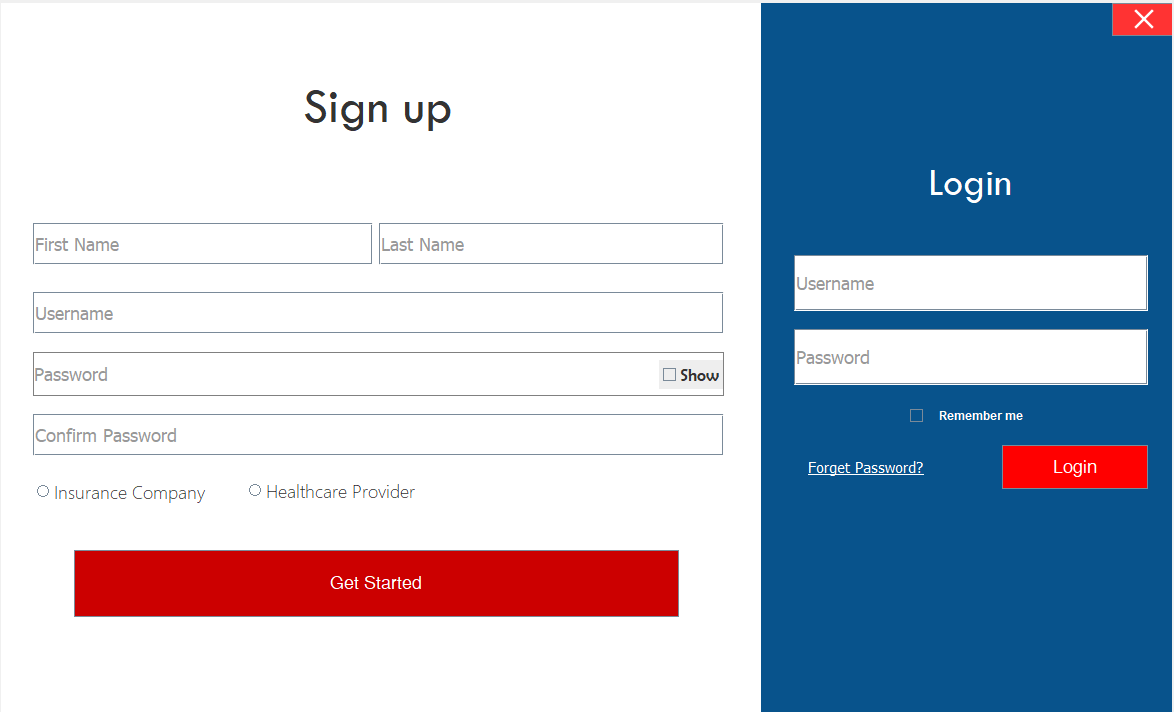 Sign up
First Name
Last Name
Username
Password
Show
Confirm Password
Insurance Company
Healthcare Provider
Get Started
Login
Username
Password
Remember me
Forget Password?
Login